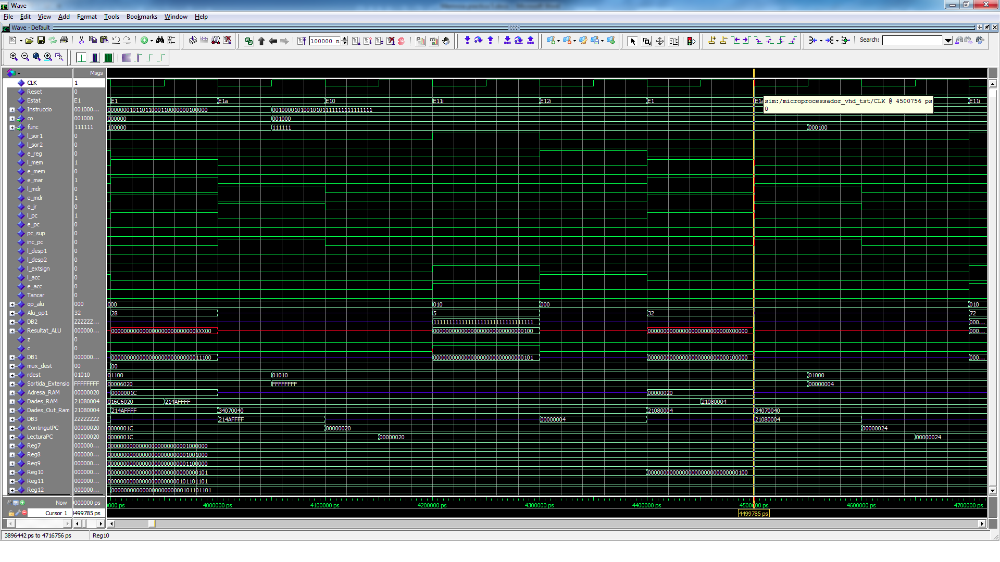 Wave
File Edit View Add Format Tools Bookmarks Window Help
Wave - Default
100000 n
Search:
Msgs
CLK 1
Reset 0
Estat E1 E1 E1a E10 E11i E12i E1 E11i
sim:/microprocessador_vhd_tst/CLK @ 4500756 ps
0
Instruccio 001000... 00000001011011000110000000100000 00100001010010101111111111111111
co 001000 000000 001000
func 111111 100000 111111 000100
l_sor1 0
l_sor2 0
e_reg 0
l_mem 1
e_mem 0
e_mar 1
l_mdr 0
e_mdr 1
e_ir 0
l_pc 1
e_pc 0
pc_sup 0
inc_pc 0
l_desp1 0
l_desp2 0
l_extsign 0
l_acc 0
e_acc 0
Tancar 0
op_alu 000 000 010 000 010
Alu_op1 32 28 5 32 72
DB2 ZZZZZZ... 11111111111111111111111111111111 000...
Resultat_ALU 000000... 000000000000000000000000000XXX00 00000000000000000000000000000100 00000000000000000000000000X00000 000...
z 0
c 0
DB1 000000... 00000000000000000000000000011100 00000000000000000000000000000101 00000000000000000000000000100000 000...
mux_dest 00 00
rdest 01010 01100 01010 01000
Sortida_Extensio FFFFFFFF 00006020 FFFFFFFF 00000004
Adresa_RAM 00000020 0000001C 00000020
Dades_RAM 21080004 016C6020 214AFFFF 21080004
Dades_Out_Ram 21080004 214AFFFF 34070040 21080004 34070040
DB3 ZZZZZZZZ 214AFFFF 00000004 21080004
ContingutPC 00000020 0000001C 00000020 00000024
LecturaPC 00000020 0000001C 00000020 00000024
Reg7 000000... 00000000000000000000000001000000
Reg8 000000... 00000000000000000000000001001000
Reg9 000000... 00000000000000000000000001100000
Reg10 000000... 00000000000000000000000000000101 00000000000000000000000000000100
Reg11 000000... 00000000000000000000000101101101
Reg12 000000... 00000000000000000000000101101101
Now 0000000 ps 0000 ps 4000000 ps 4100000 ps 4200000 ps 4300000 ps 4400000 ps 4500000 ps 4600000 ps 4700000 ps
Cursor 1 4499785 ps 4499785 ps
3896442 ps to 4716756 ps Reg10